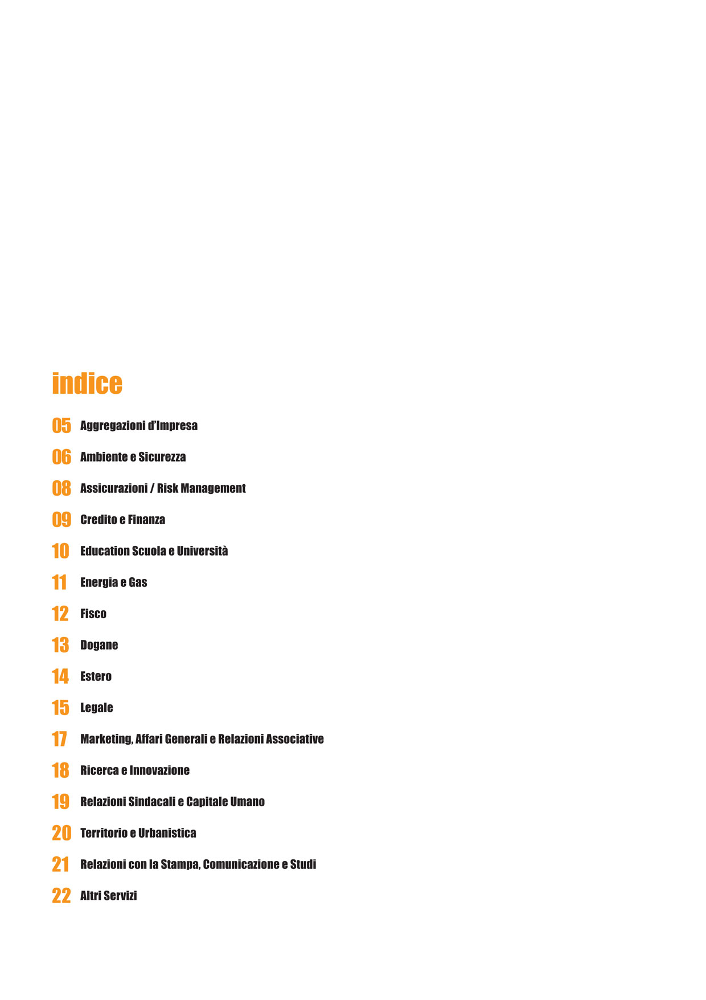 indice
05 Aggregazioni d’Impresa
06 Ambiente e Sicurezza
08 Assicurazioni / Risk Management
09 Credito e Finanza
10 Education Scuola e Università
11 Energia e Gas
12 Fisco
13 Dogane
14 Estero
15 Legale
17 Marketing, Affari Generali e Relazioni Associative
18 Ricerca e Innovazione
19 Relazioni Sindacali e Capitale Umano
20 Territorio e Urbanistica
21 Relazioni con la Stampa, Comunicazione e Studi
22 Altri Servizi